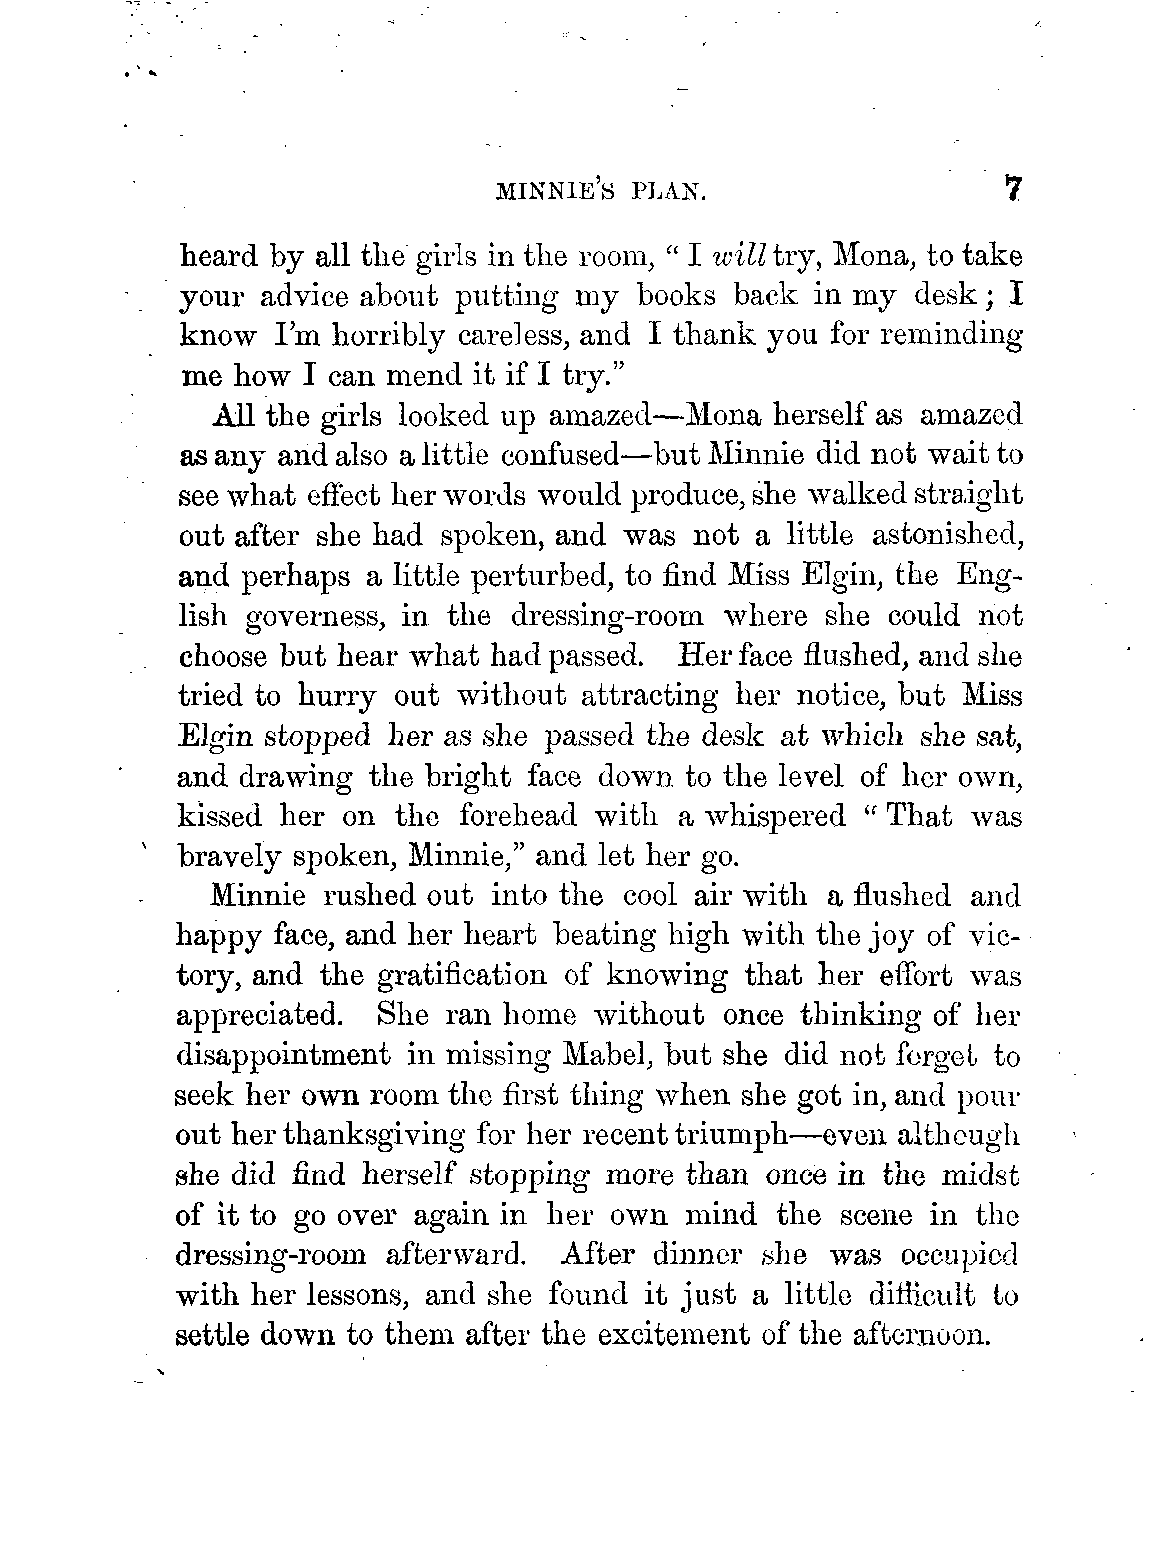 MINNIE'S PLAN. 7
heard by all the girls in the room, " I will try, Mona, to take
your advice about putting my books back in my desk ; I
know I'm horribly careless, and I thank you for reminding
me how I can mend it if I try."
All the girls looked up amazed—Mona herself as amazed
as any and also a little confused—but Minnie did not wait to
see what effect her words would produce, she walked straight
out after she had spoken, and was not a little astonished,
and perhaps a little perturbed, to find Miss Elgin, the Eng-
lish governess, in the dressing-room where she could not
choose but hear what had passed. Her face flushed, and she
tried to hurry out without attracting her notice, but Miss
Elgin stopped her as she passed the desk at which she sat,
and drawing the bright face down to the level of her own,
kissed her on the forehead with a whispered " That was
bravely spoken, Minnie," and let her go.
Minnie rushed out into the cool air with a flushed and
happy face, and her heart beating high with the joy of vic-
tory, and the gratification of knowing that her effort was
appreciated. She ran home without once thinking of her
disappointment in missing Mabel, but she did not forget to
seek her own room the first thing when she got in, and pour
out her thanksgiving for her recent triumph—even although
she did find herself stopping more than once in the midst
of it to go over again in her own mind the scene in the
dressing-room afterward. After dinner she was occupied
with her lessons, and she found it just a little difficult to
settle down to them after the excitement of the afternoon.